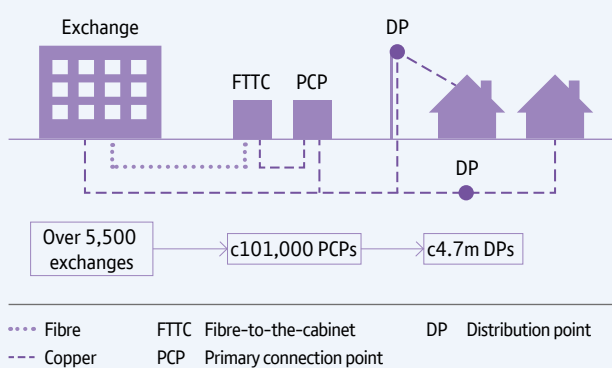 Exchange
DP
FTTC PCP
DP
Over 5,500
exchanges
c101,000 PCPs
c4.7m DPs
Fibre FTTC Fibre-to-the-cabinet DP Distribution point
Copper PCP Primary connection point